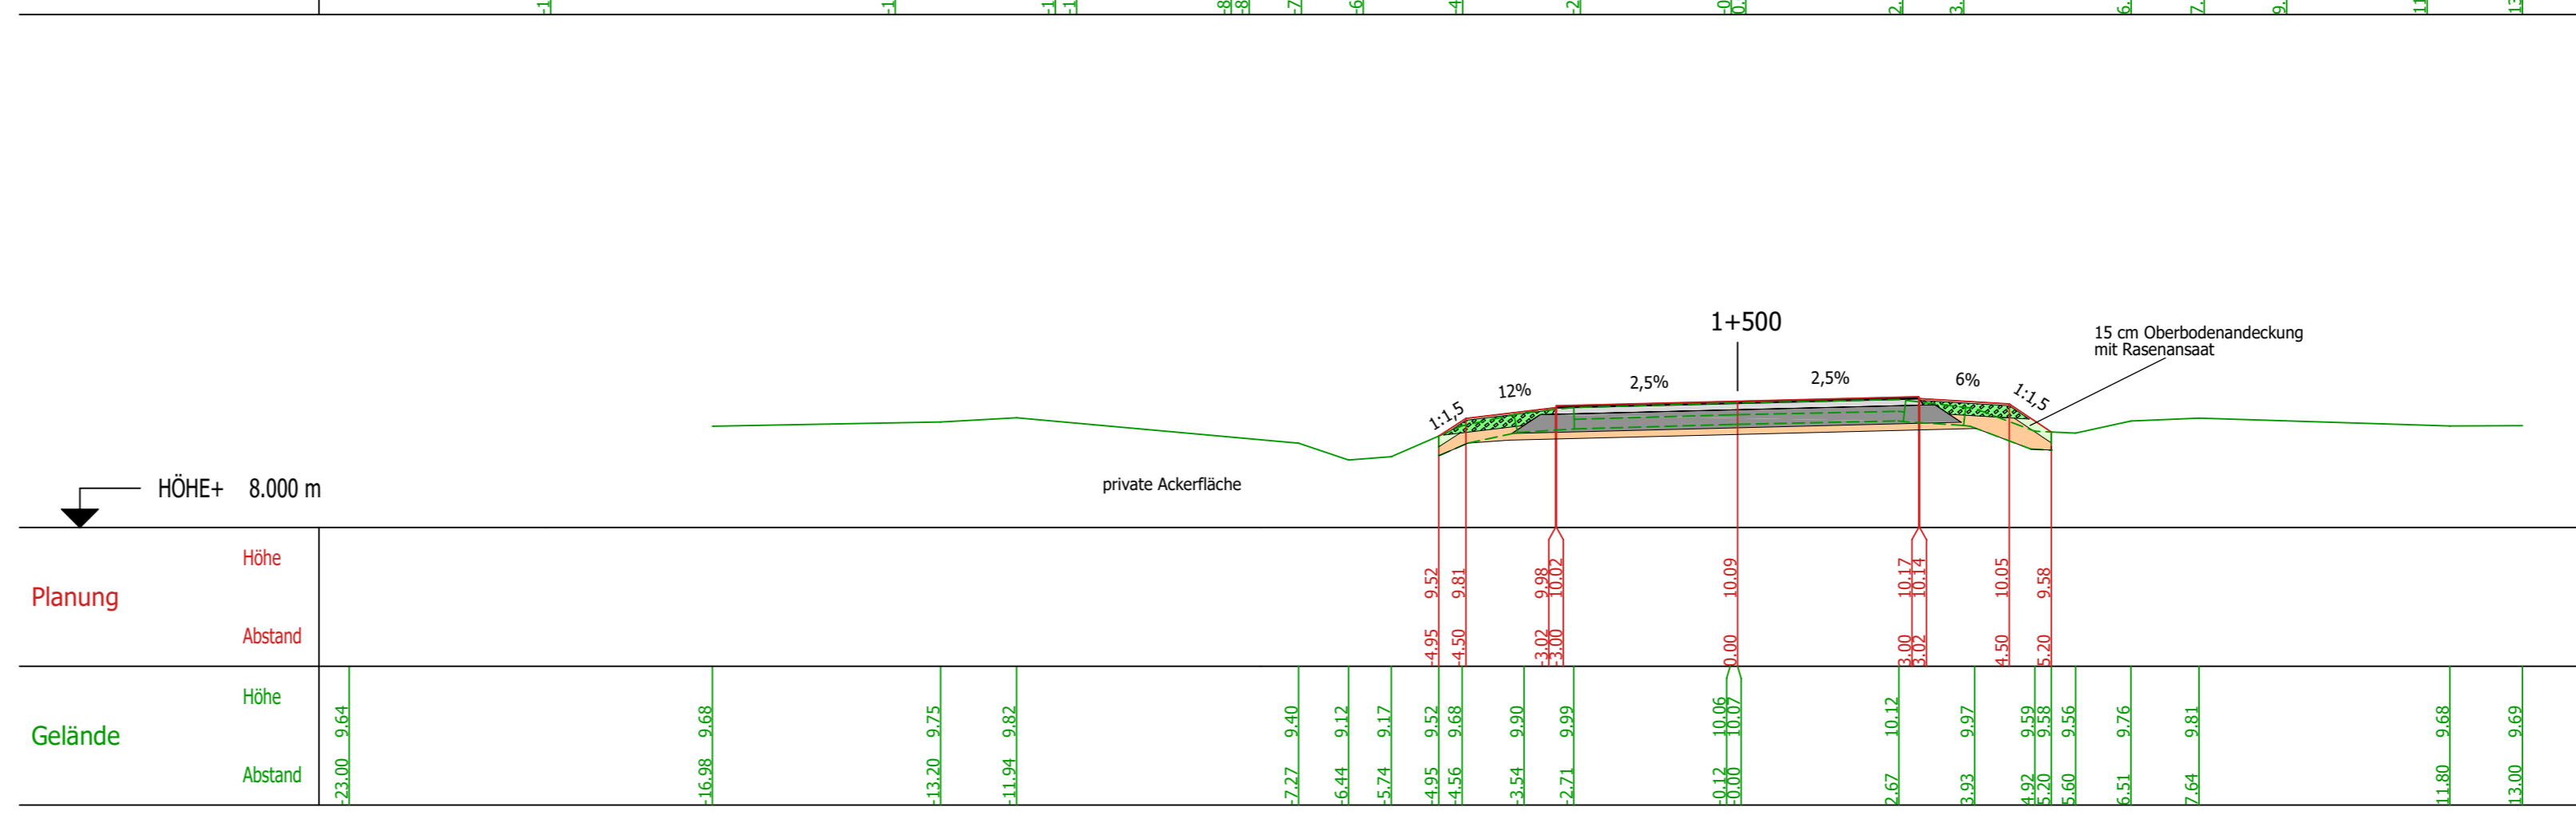 1+500
15 cm Oberbodenandeckung
mit Rasenansaat
1:1,5
12%
2,5%
2,5%
6%
1:1,5
HÖHE+ 8.000 m
private Ackerfläche
Planung
Höhe
9.52 9.81 9.98 10.02 10.09 10.17 10.14 10.05 9.58
Abstand
-4.95 -4.50 -3.02 -3.00 0.00 3.00 3.02 4.50 5.20
Gelände
Höhe
9.64 9.68 9.75 9.82 9.40 9.12 9.17 9.52 9.68 9.90 9.99 10.06 10.07 10.12 9.97 9.59 9.58 9.56 9.76 9.81 9.68 9.69
Abstand
-23.00 -16.98 -13.20 -11.94 -7.27 -6.44 -5.74 -4.95 -4.56 -3.54 -2.71 -0.12 -0.00 2.67 3.93 4.92 5.20 5.60 6.51 7.64 11.80 13.00